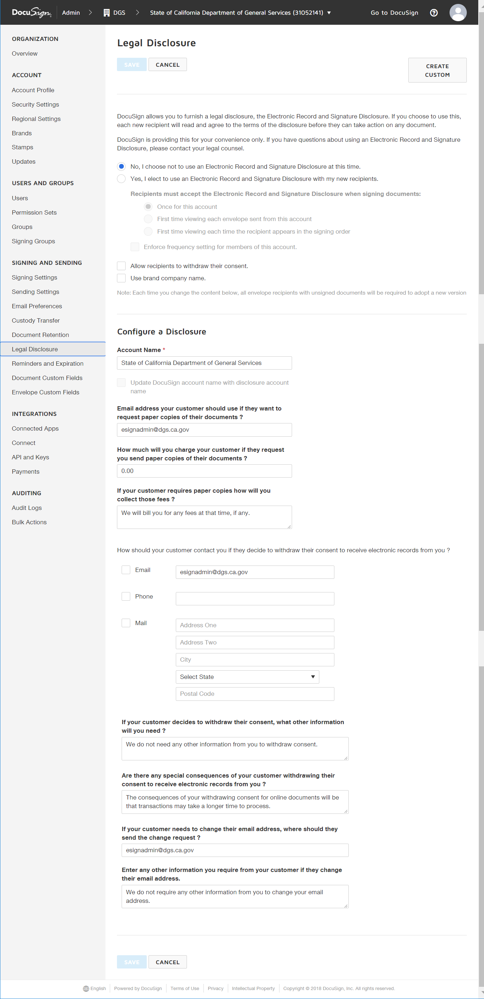 DocuSign Admin DGS State of California Department of General Services (31052141) Go to DocuSign
ORGANIZATION
Overview
ACCOUNT
Account Profile
Security Settings
Regional Settings
Brands
Stamps
Updates
USERS AND GROUPS
Users
Permission Sets
Groups
Signing Groups
SIGNING AND SENDING
Signing Settings
Sending Settings
Email Preferences
Custody Transfer
Document Retention
Legal Disclosure
Reminders and Expiration
Document Custom Fields
Envelope Custom Fields
INTEGRATIONS
Connected Apps
Connect
API and Keys
Payments
AUDITING
Audit Logs
Bulk Actions
Legal Disclosure
SAVE CANCEL
CREATE
CUSTOM
DocuSign allows you to furnish a legal disclosure, the Electronic Record and Signature Disclosure. If you choose to use this,
each new recipient will read and agree to the terms of the disclosure before they can take action on any document.
DocuSign is providing this for your convenience only. If you have questions about using an Electronic Record and Signature
Disclosure, please contact your legal counsel.
No, I choose not to use an Electronic Record and Signature Disclosure at this time.
Yes, I elect to use an Electronic Record and Signature Disclosure with my new recipients.
Recipients must accept the Electronic Record and Signature Disclosure when signing documents:
Once for this account
First time viewing each envelope sent from this account
First time viewing each time the recipient appears in the signing order
Enforce frequency setting for members of this account.
Allow recipients to withdraw their consent.
Use brand company name.
Note: Each time you change the content below, all envelope recipients with unsigned documents will be required to adopt a new version
Configure a Disclosure
Account Name *
State of California Department of General Services
Update DocuSign account name with disclosure account
name
Email address your customer should use if they want to
request paper copies of their documents ?
esignadmin@dgs.ca.gov
How much will you charge your customer if they request
you send paper copies of their documents ?
0.00
If your customer requires paper copies how will you
collect those fees ?
We will bill you for any fees at that time, if any.
How should your customer contact you if they decide to withdraw their consent to receive electronic records from you ?
Email esignadmin@dgs.ca.gov
Phone
Mail Address One
Address Two
City
Select State
Postal Code
If your customer decides to withdraw their consent, what other information
will you need ?
We do not need any other information from you to withdraw consent.
Are there any special consequences of your customer withdrawing their
consent to receive electronic records from you ?
The consequences of your withdrawing consent for online documents will be
that transactions may take a longer time to process.
If your customer needs to change their email address, where should they
send the change request ?
esignadmin@dgs.ca.gov
Enter any other information you require from your customer if they change
their email address.
We do not require any other information from you to change your email
address.
SAVE CANCEL
English Powered by DocuSign Terms of Use Privacy Intellectual Property Copyright © 2018 DocuSign, Inc. All rights reserved.